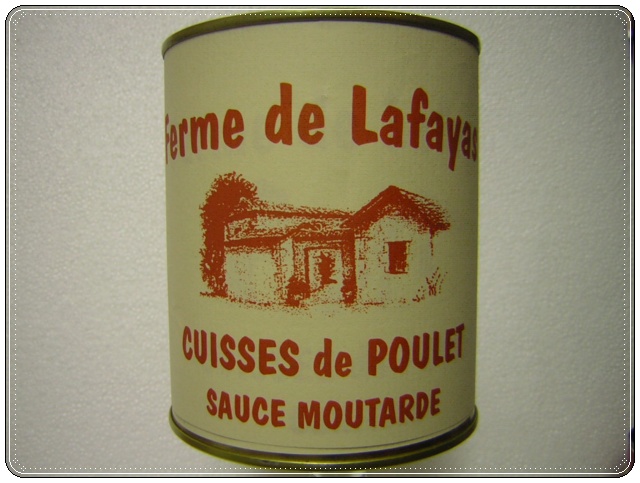 Ferme de Lafayas
CUISSES de POULET
SAUCE MOUTARDE